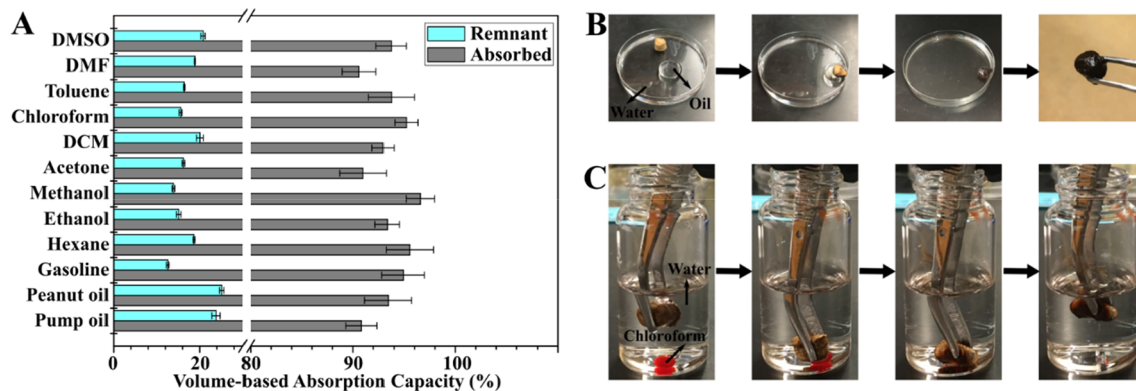 A
DMSO
DMF
Toluene
Chloroform
DCM
Acetone
Methanol
Ethanol
Hexane
Gasoline
Peanut oil
Pump oil
Remnant
Absorbed
0 20 80 90 100
Volume-based Absorption Capacity (%)
B
Water
Oil
C
Water
Chloroform